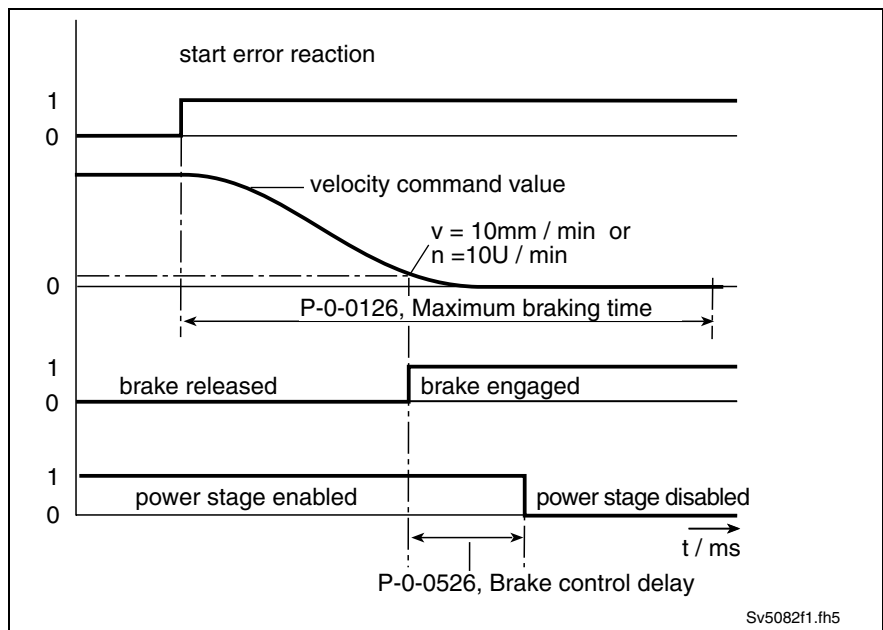 start error reaction
1
0
velocity command value
v = 10mm / min or
n =10U / min
0
P-0-0126, Maximum braking time
1
brake released
brake engaged
0
1
power stage enabled
power stage disabled
0
t / ms
P-0-0526, Brake control delay
Sv5082f1.fh5